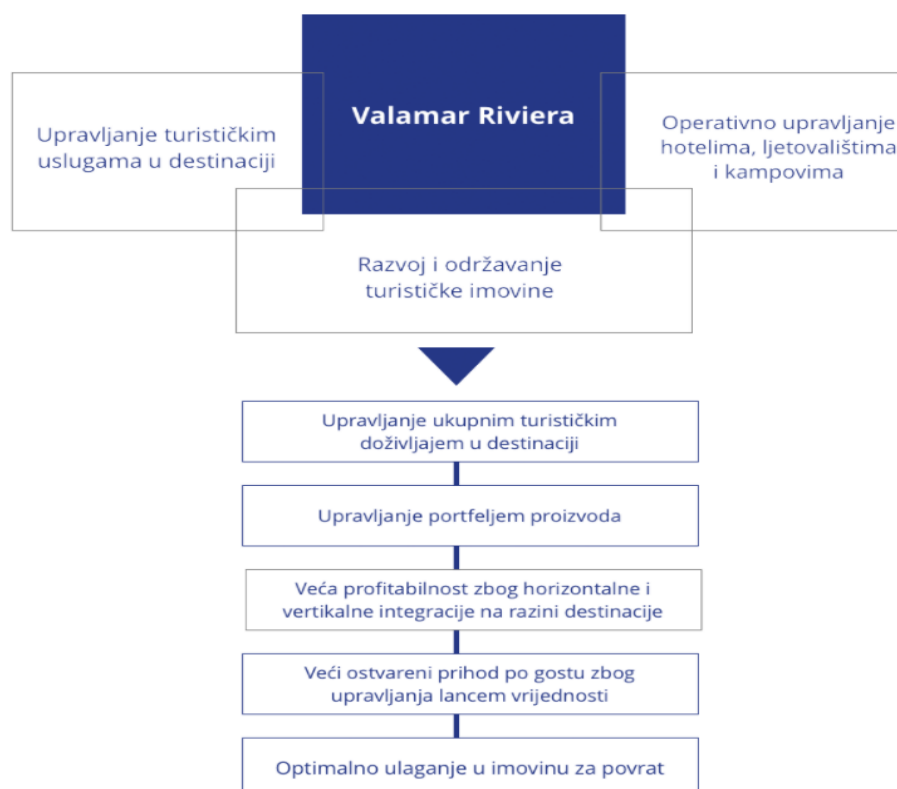 Valamar Riviera
Upravljanje turističkim
uslugama u destinaciji
Operativno upravljanje
hotelima, ljetovalištima
i kampovima
Razvoj i održavanje
turističke imovine
Upravljanje ukupnim turističkim
doživljajem u destinaciji
Upravljanje portfeljem proizvoda
Veća profitabilnost zbog horizontalne i
vertikalne integracije na razini destinacije
Veći ostvareni prihod po gostu zbog
upravljanja lancem vrijednosti
Optimalno ulaganje u imovinu za povrat